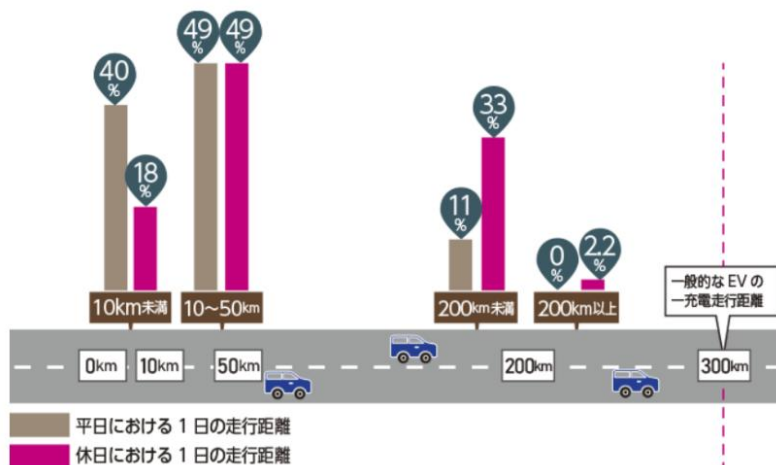 40%
18%
49%
49%
11%
33%
0%
2.2%
10km未満
10～50km
200km未満
200km以上
一般的なEVの
一充電走行距離
0km
10km
50km
200km
300km
平日における1日の走行距離
休日における1日の走行距離